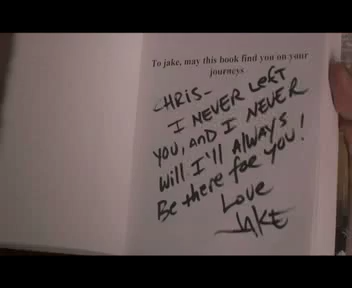 To jake, may this book find you on your
journeys
CHRIS-
I NEVER LEFT
YOU, AND I NEVER
WILL. I'll ALWAYS
BE there for YOU!
Love
JAKE